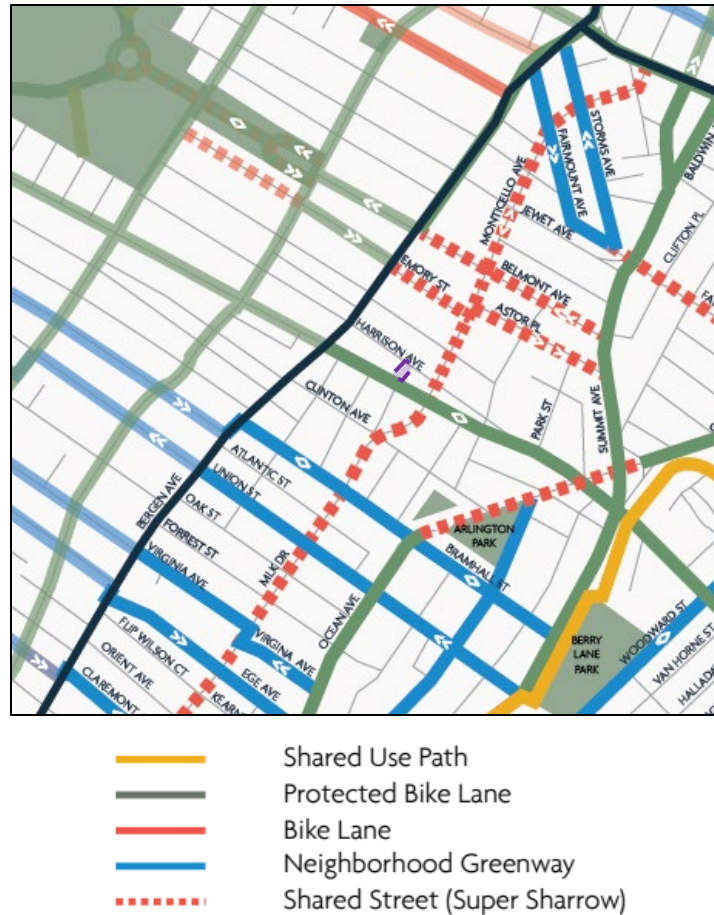 STORMS AVE
FAIRMOUNT AVE
BALDWIN
MONTICELLO AVE
JEWET AVE
CLIFTON PL
BELMONT AVE
EMORY ST
ASTOR PL
HARRISON AVE
CLINTON AVE
PARK ST
SUMMIT AVE
ATLANTIC ST
UNION ST
OAK ST
BERGEN AVE
FORREST ST
VIRGINIA AVE
MLK DR
ARLINGTON
PARK
BRAMHALL ST
OCEAN AVE
VIRGINA AVE
FLIP WILSON CT
ORIENT AVE
EGE AVE
CLAREMONT
KEARN
BERRY
LANE
PARK
WOODWARD ST
VAN HORNE ST
HALLAD
Shared Use Path
Protected Bike Lane
Bike Lane
Neighborhood Greenway
Shared Street (Super Sharrow)